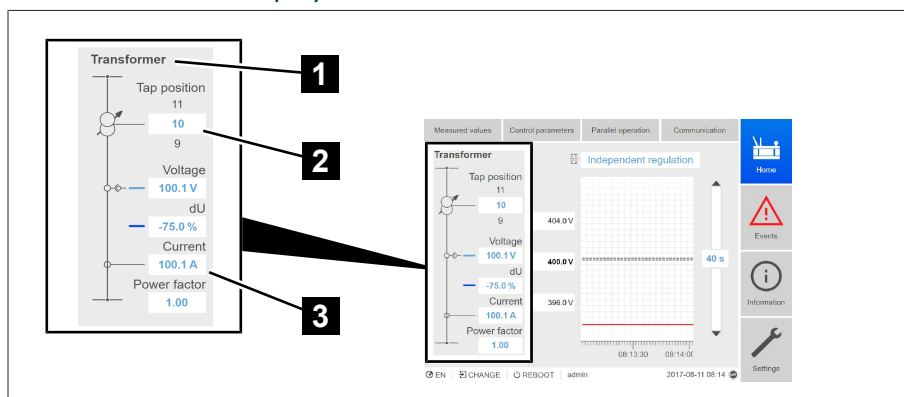 Transformer
1
Tap position
11
10
9
2
Voltage
100.1 V
dU
-75.0 %
Current
100.1 A
Power factor
1.00
3
Measured values
Control parameters
Parallel operation
Communication
Transformer
Tap position
11
10
9
Voltage
100.1 V
dU
-75.0 %
Current
100.1 A
Power factor
1.00
Independent regulation
404.0 V
400.0 V
396.0 V
40 s
08:13:30 08:14:00
Home
Events
Information
Settings
EN CHANGE REBOOT admin 2017-08-11 08:14